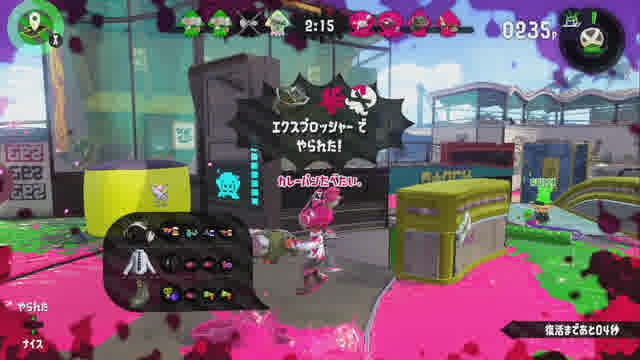 2:15
0235p
エクスブロッシャーで
やられた!
カレーパンたべたい。
やられた
ナイス
復活まであと04秒